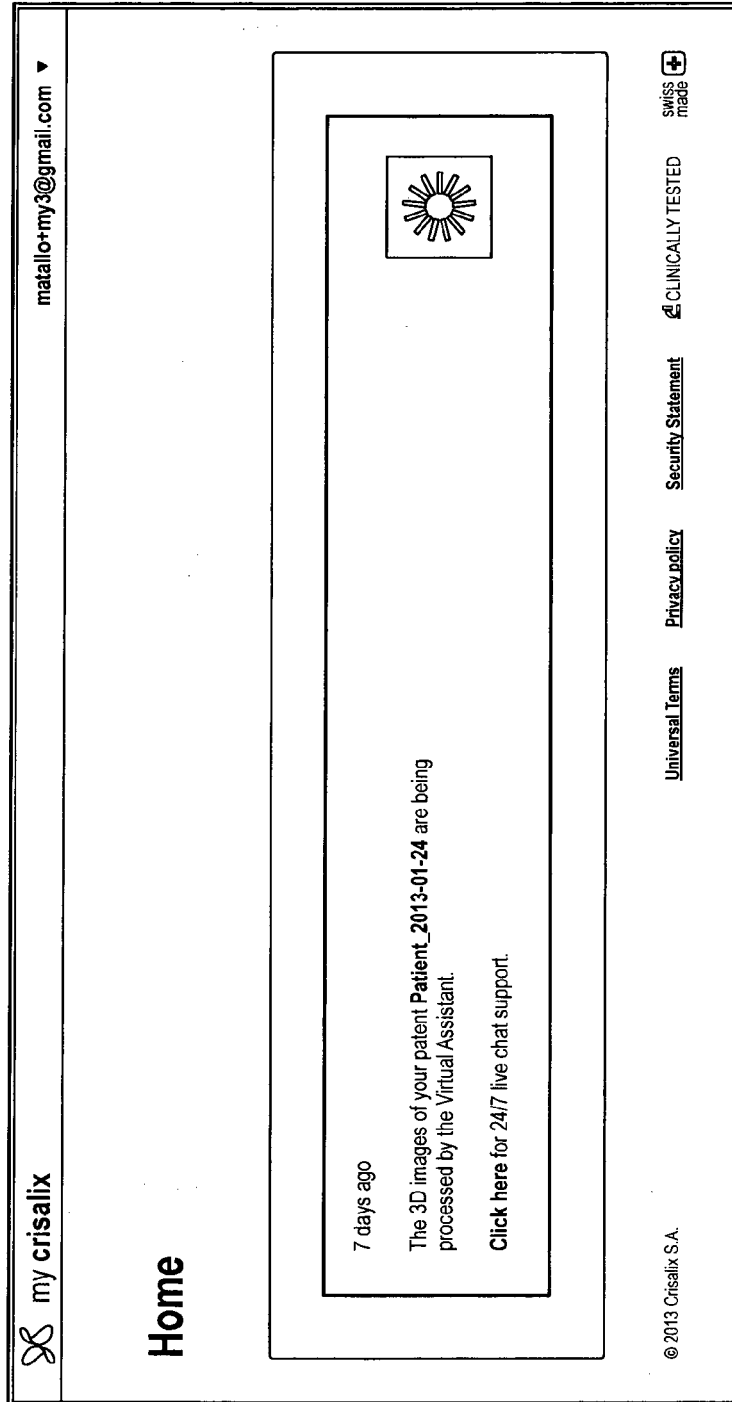 my crisalix
matallo+my3@gmail.com ▼
Home
7 days ago
The 3D images of your patent Patient_2013-01-24 are being
processed by the Virtual Assistant.
Click here for 24/7 live chat support.
© 2013 Crisalix S.A.
Universal Terms
Privacy policy
Security Statement
CLINICALLY TESTED
swiss
made